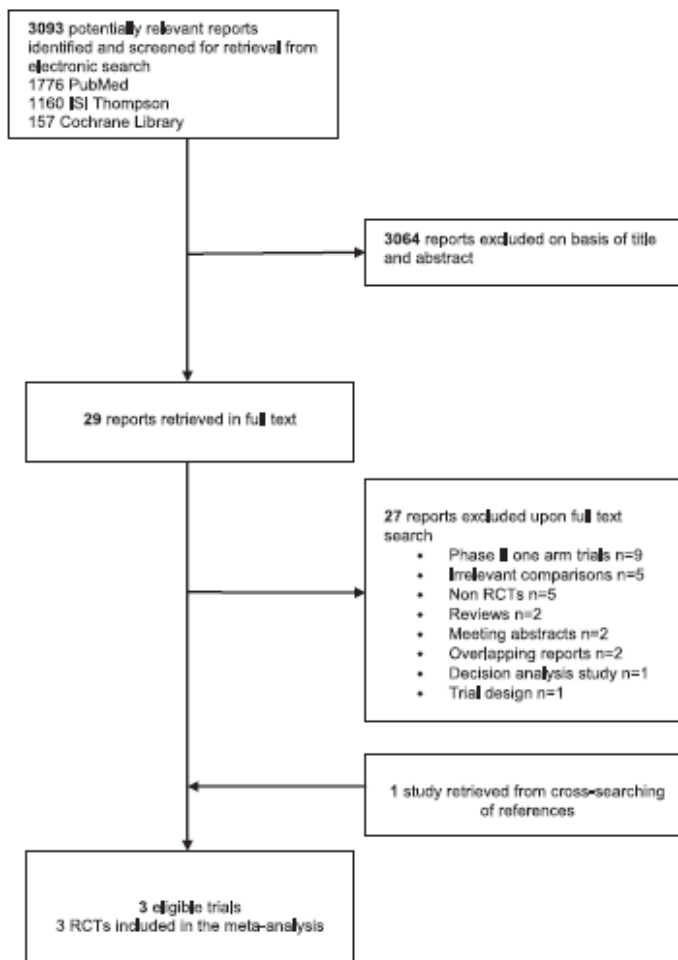 3093 potentially relevant reports
identified and screened for retrieval from
electronic search
1776 PubMed
1160 ISI Thompson
157 Cochrane Library
3064 reports excluded on basis of title
and abstract
29 reports retrieved in full text
27 reports excluded upon full text
search
• Phase II one arm trials n=9
• Irrelevant comparisons n=5
• Non RCTs n=5
• Reviews n=2
• Meeting abstracts n=2
• Overlapping reports n=2
• Decision analysis study n=1
• Trial design n=1
1 study retrieved from cross-searching
of references
3 eligible trials
3 RCTs included in the meta-analysis